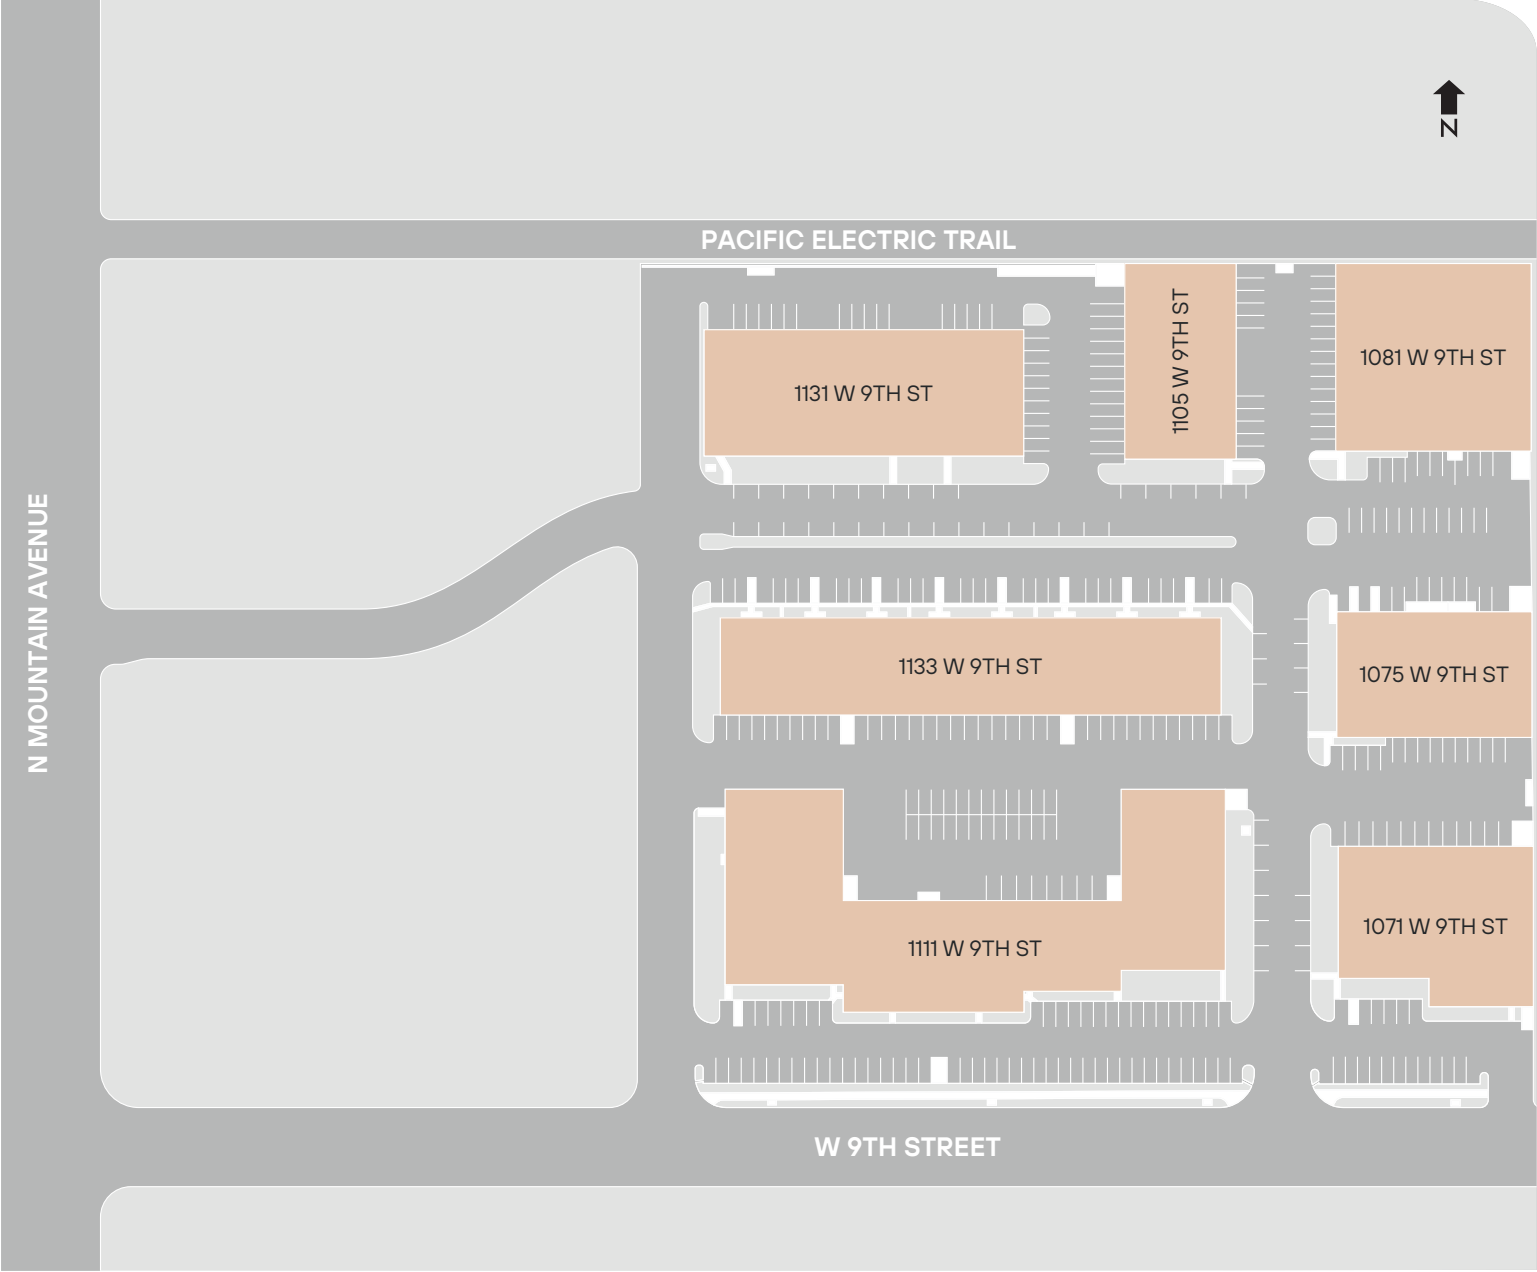 N
PACIFIC ELECTRIC TRAIL
1131 W 9TH ST
1105 W 9TH ST
1081 W 9TH ST
N MOUNTAIN AVENUE
1133 W 9TH ST
1075 W 9TH ST
1111 W 9TH ST
1071 W 9TH ST
W 9TH STREET